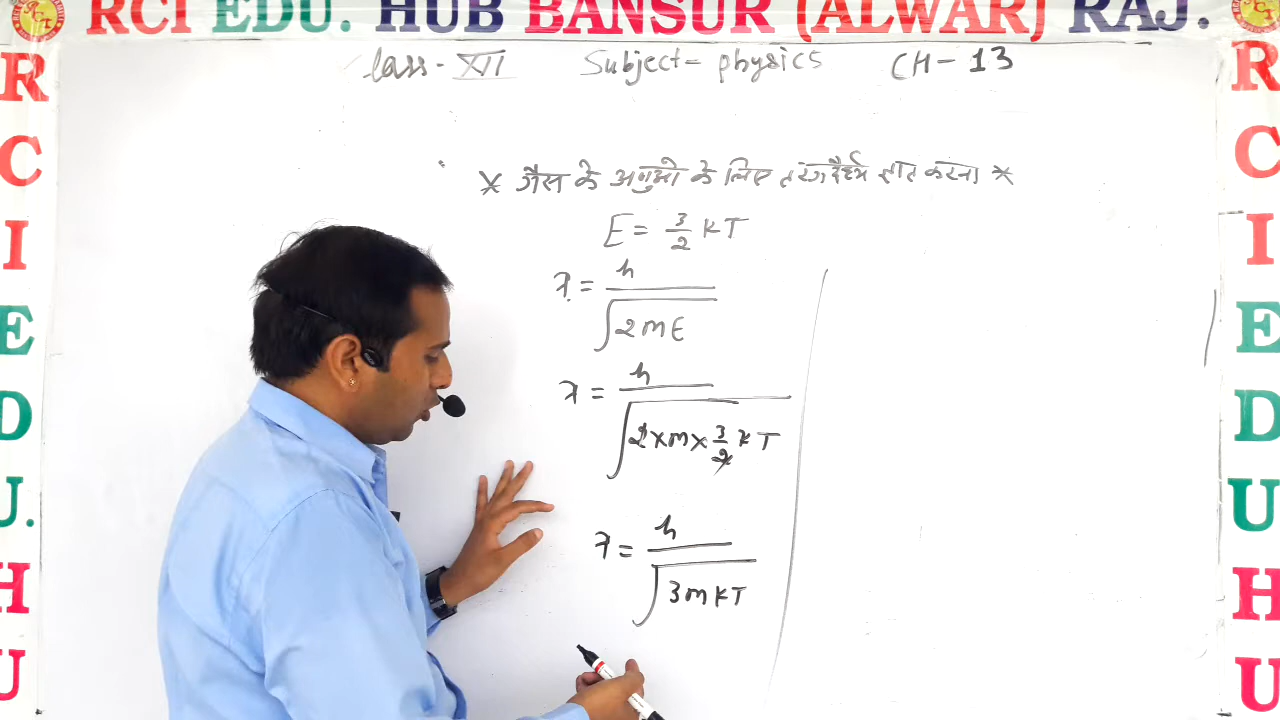 RCI EDU. HUB BANSUR (ALWAR) RAJ.
class - XII Subject = physics CH - 13
* गैस के अणुओ के लिए तरंगदैर्ध्य ज्ञात करना *
E = 3/2 KT
λ = h / √2mE
λ = h / √2×m×3/2 KT
λ = h / √3mKT
R
C
I
E
D
U.
H
U
R
C
I
E
D
U
H
U